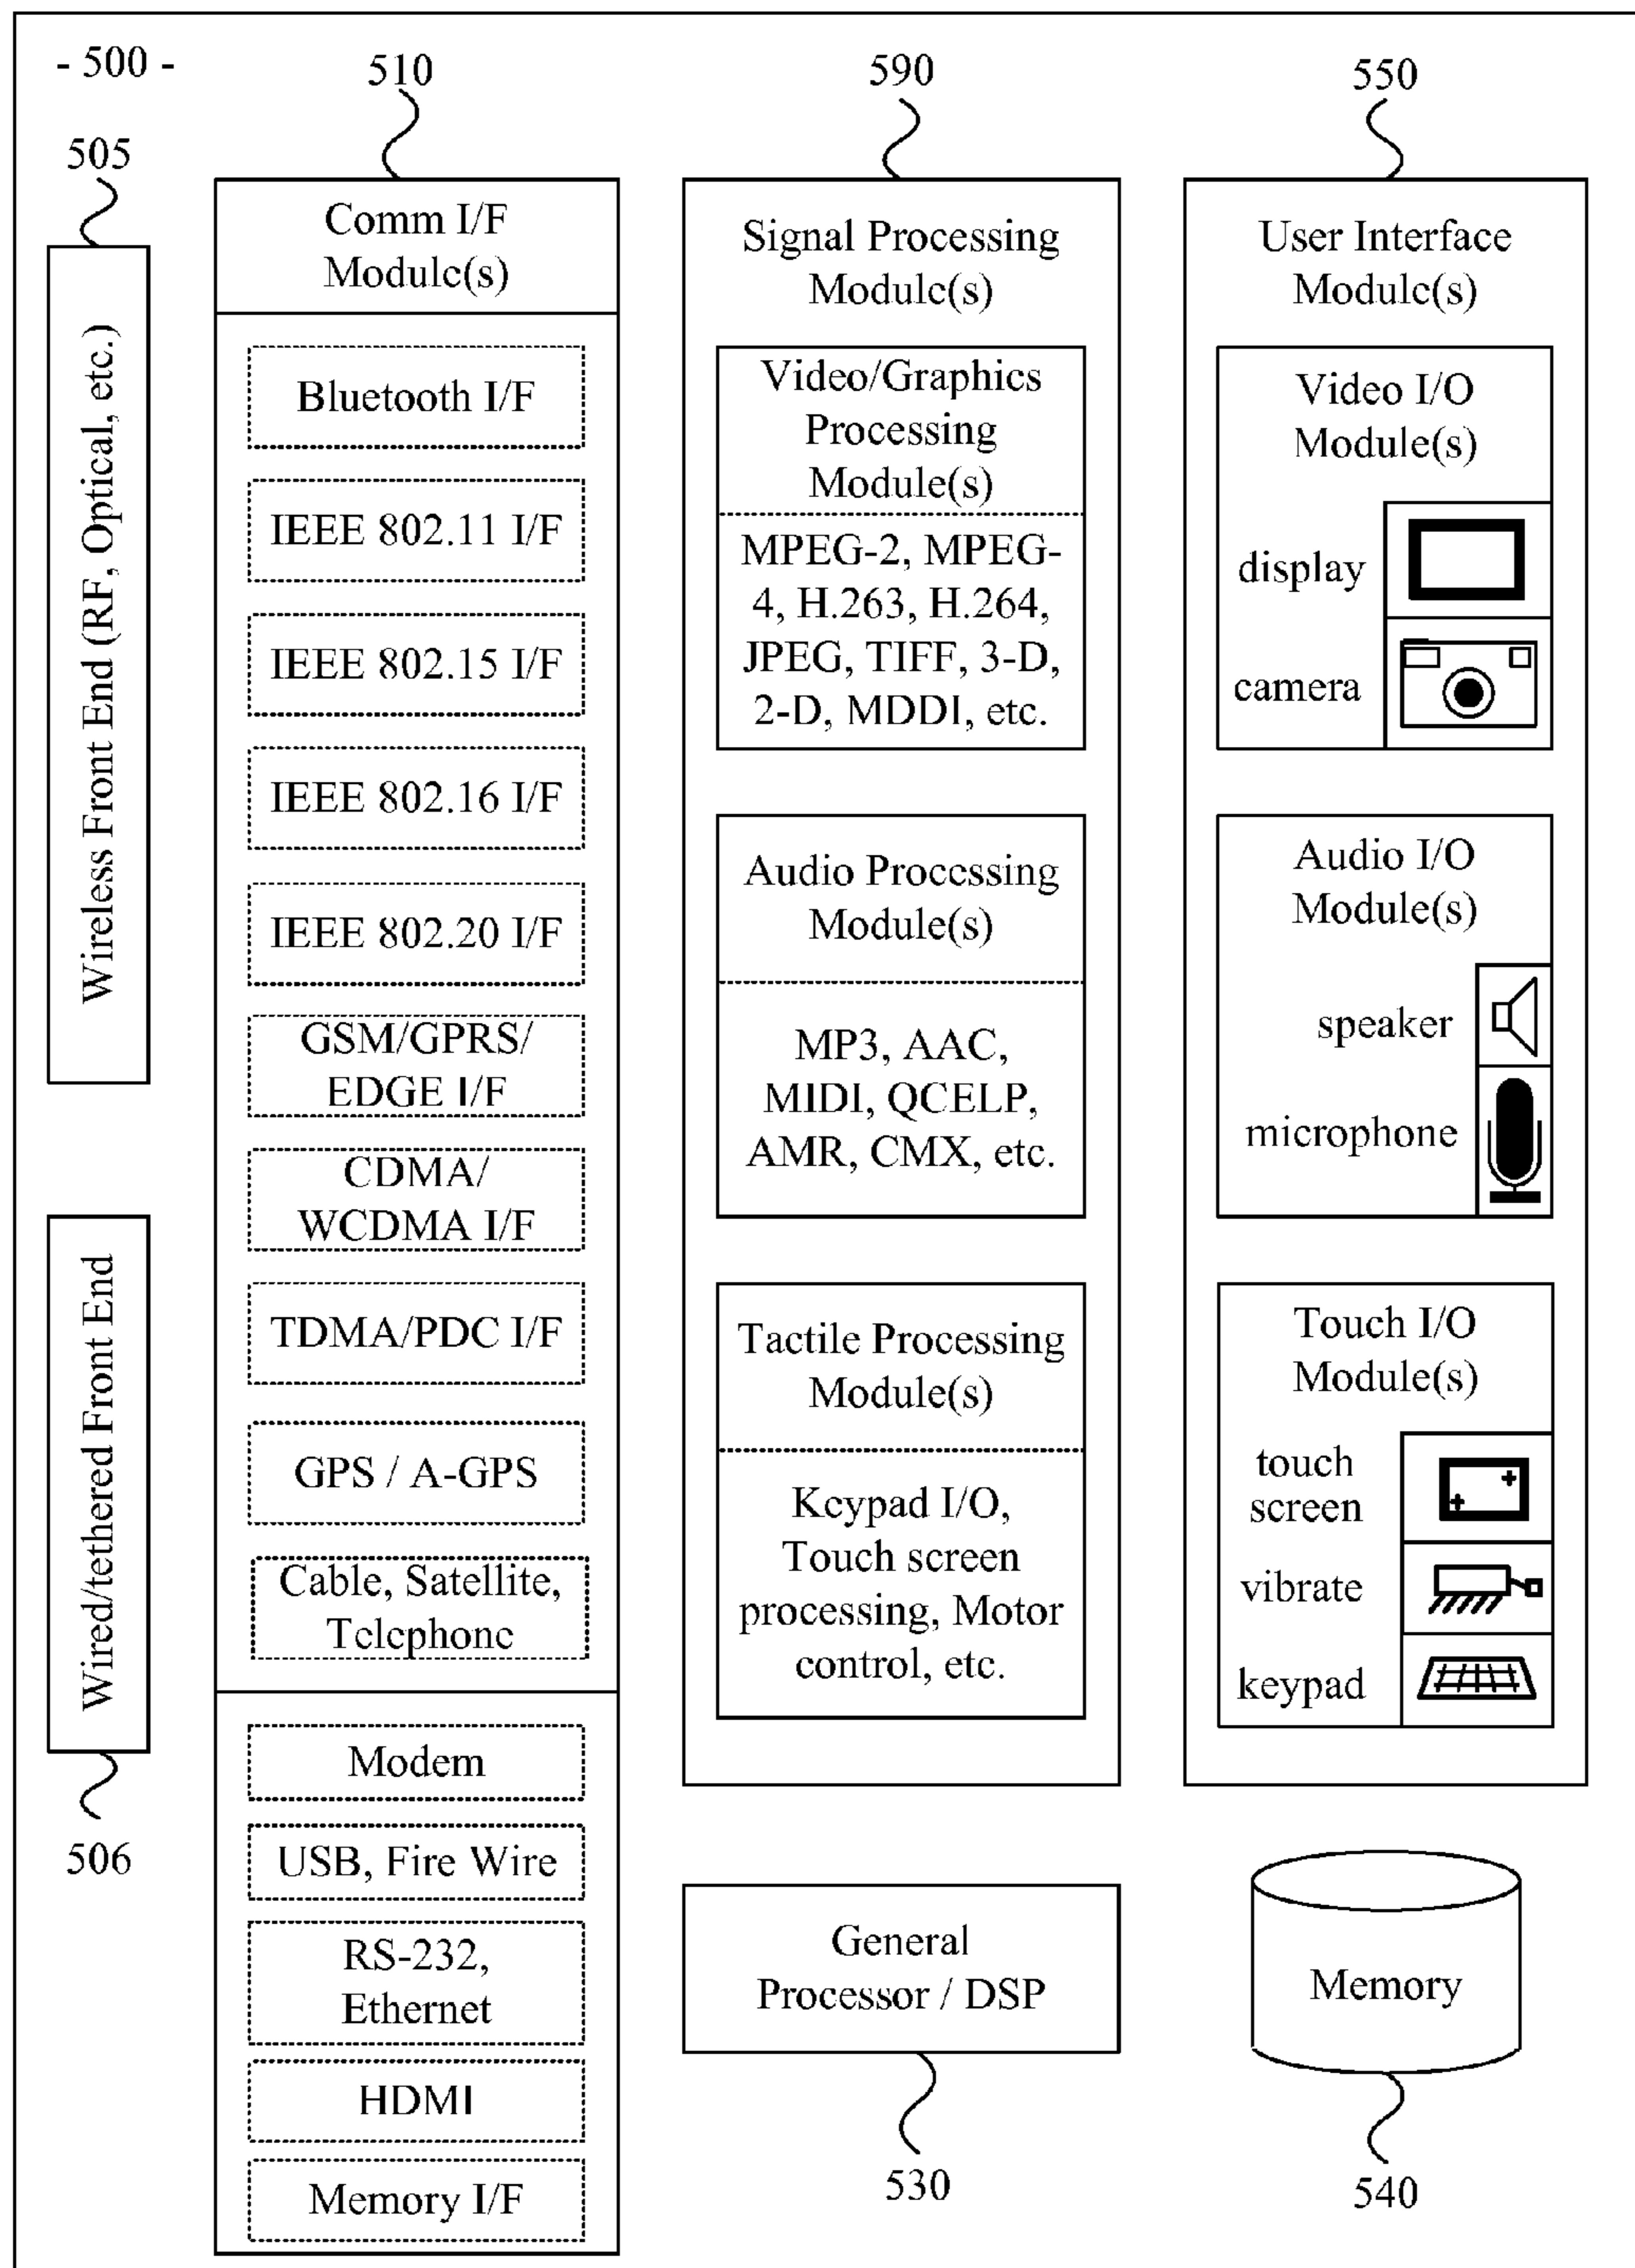 - 500 -
510
590
550
505
Wireless Front End (RF, Optical, etc.)
Wired/tethered Front End
506
Comm I/F
Module(s)
Bluetooth I/F
IEEE 802.11 I/F
IEEE 802.15 I/F
IEEE 802.16 I/F
IEEE 802.20 I/F
GSM/GPRS/
EDGE I/F
CDMA/
WCDMA I/F
TDMA/PDC I/F
GPS / A-GPS
Cable, Satellite,
Telephone
Modem
USB, Fire Wire
RS-232,
Ethernet
HDMI
Memory I/F
Signal Processing
Module(s)
Video/Graphics
Processing
Module(s)
MPEG-2, MPEG-
4, H.263, H.264,
JPEG, TIFF, 3-D,
2-D, MDDI, etc.
Audio Processing
Module(s)
MP3, AAC,
MIDI, QCELP,
AMR, CMX, etc.
Tactile Processing
Module(s)
Keypad I/O,
Touch screen
processing, Motor
control, etc.
General
Processor / DSP
530
User Interface
Module(s)
Video I/O
Module(s)
display
camera
Audio I/O
Module(s)
speaker
microphone
Touch I/O
Module(s)
touch
screen
vibrate
keypad
Memory
540